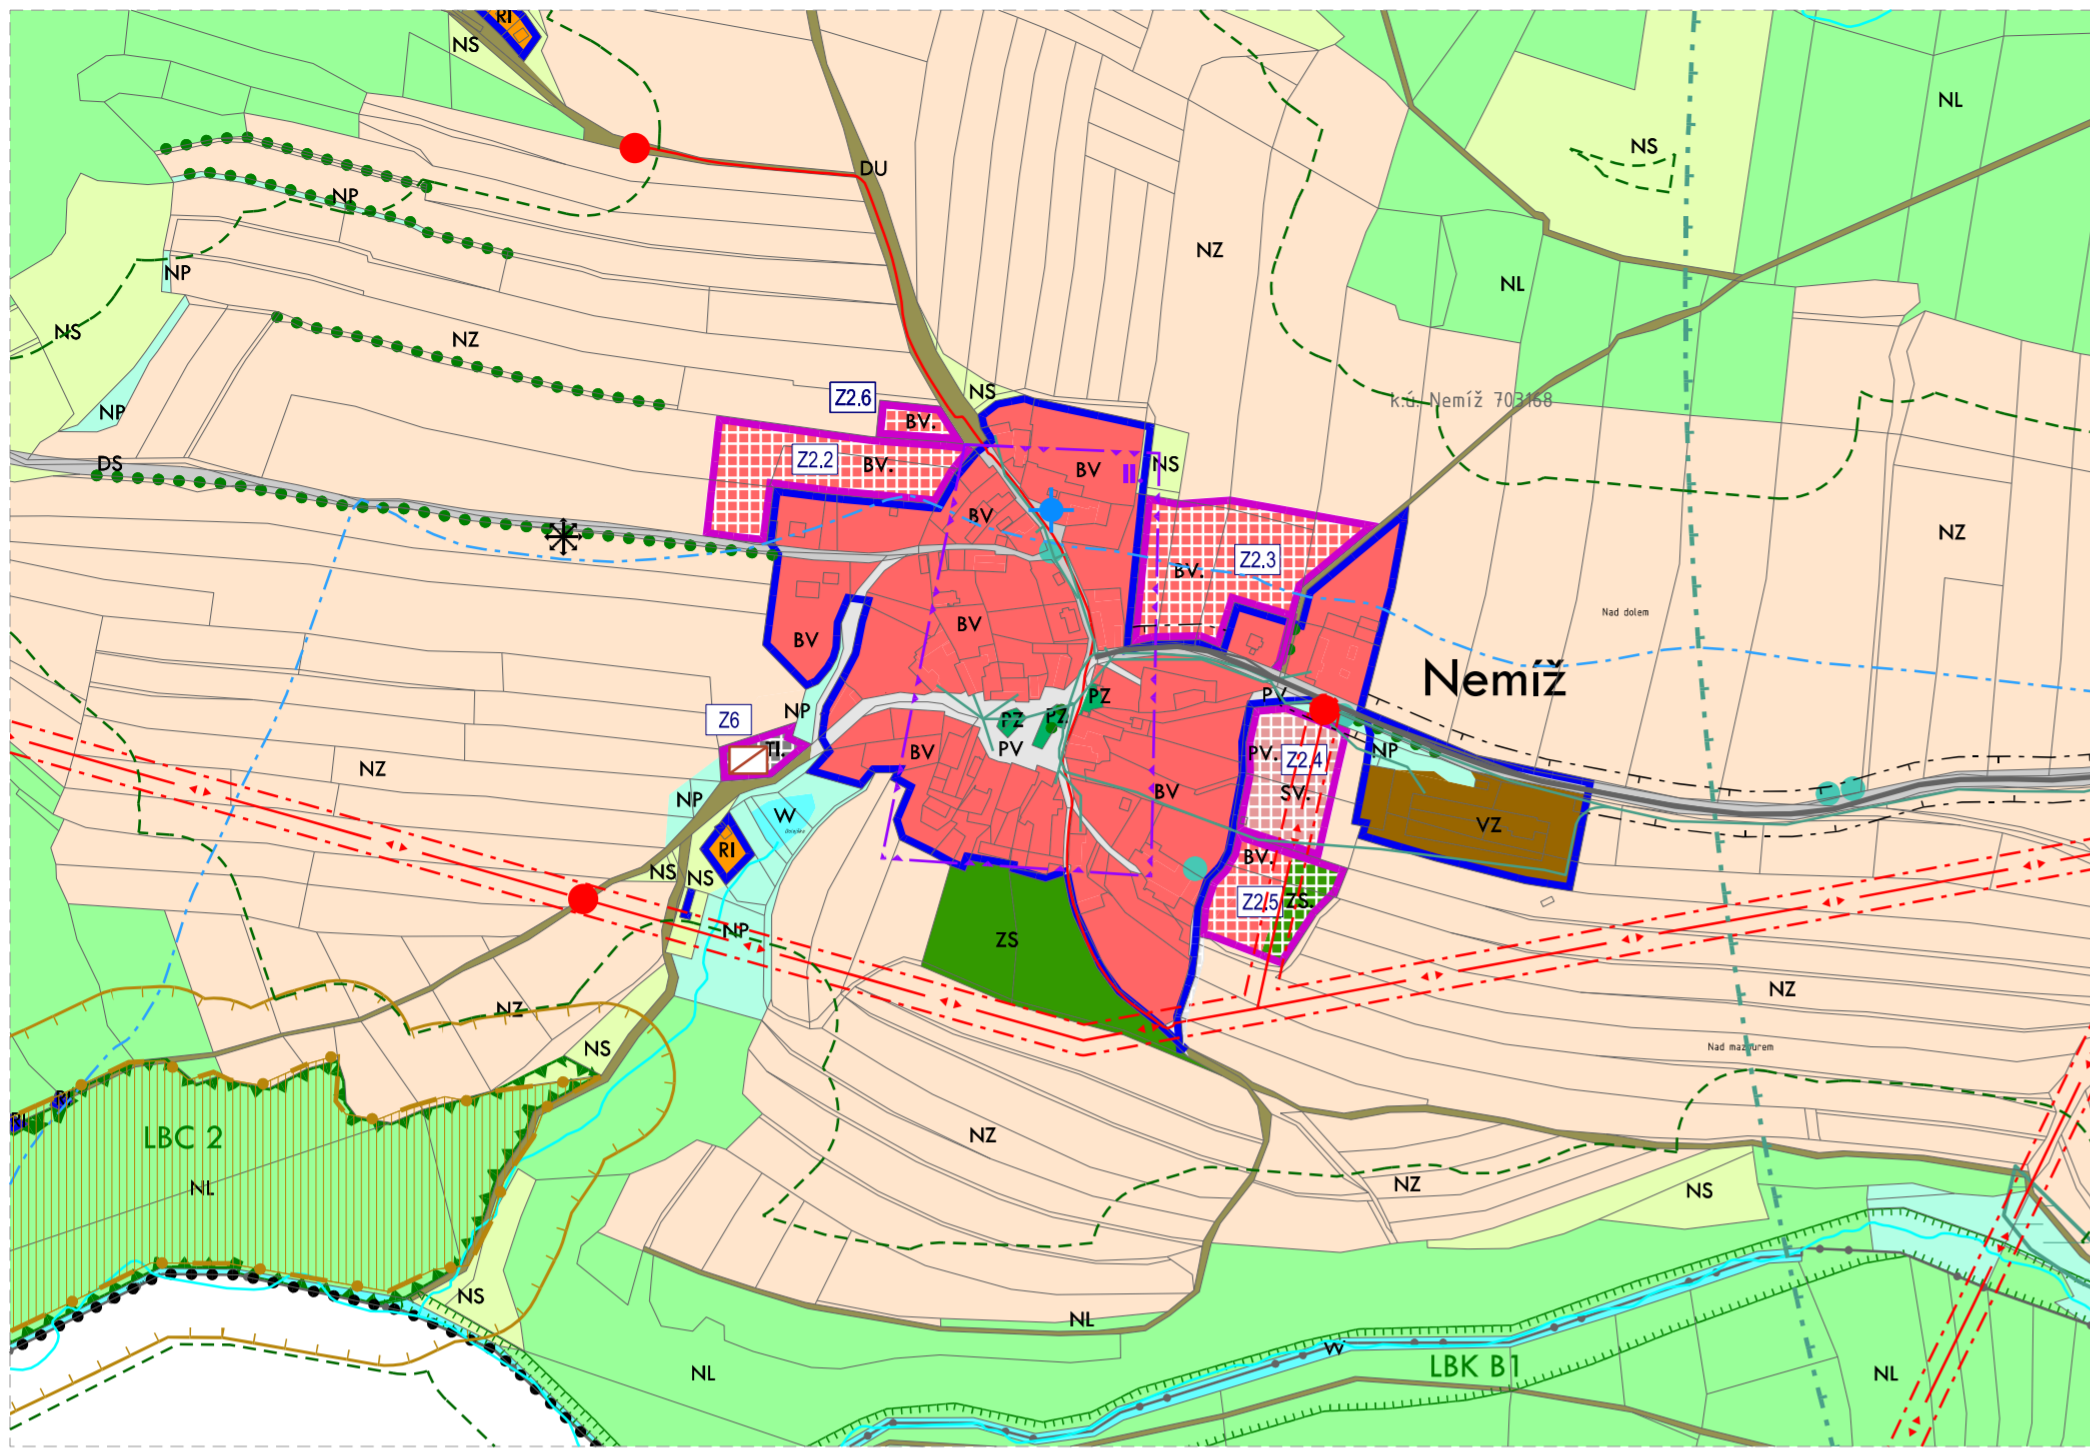 RI
NS
NL
NS
DU
NP
NZ
NP
NL
NS
NZ
NS
Z2.6
k.ú. Nemíž 703168
NP
BV.
DS
Z2.2
BV.
BV
II
NS
BV
NZ
Z2.3
BV.
Nad dolem
BV
BV
Nemíž
PZ
PV
NP
Z6
PZ
PZ
TI.
PV
BV
PV.
Z2.4
NP
NZ
BV
SV.
NP
W
VZ
RI
BV.
NS
NS
Z2.5
ZS.
NP
ZS
NZ
NZ
NS
Nad mazourem
RI
RI
LBC 2
NZ
NL
NZ
NS
NS
NL
W
LBK B1
NL
NL